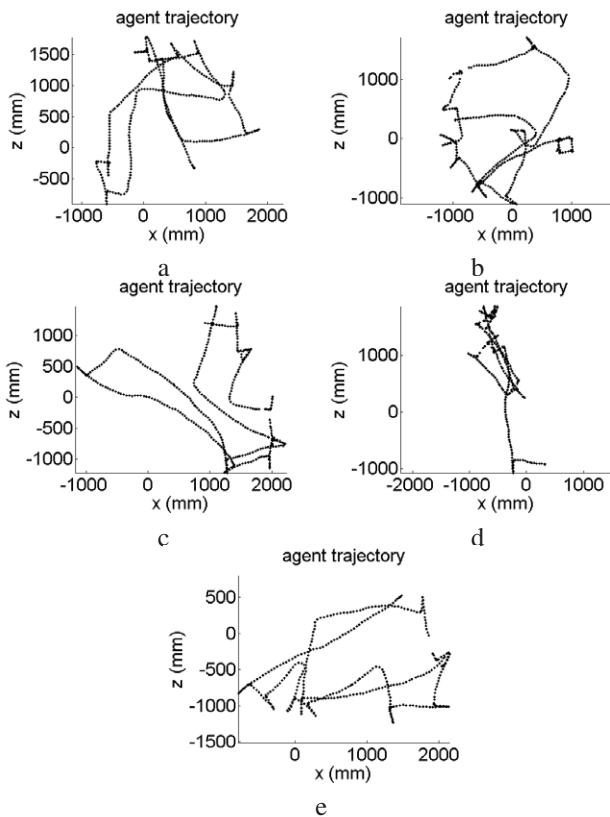 agent trajectory
1500
1000
500
0
-500
z (mm)
-1000 0 1000 2000
x (mm)
a
agent trajectory
1000
0
-1000
z (mm)
-1000 0 1000
x (mm)
b
agent trajectory
1000
500
0
-500
-1000
z (mm)
-1000 0 1000 2000
x (mm)
c
agent trajectory
1000
0
-1000
z (mm)
-2000 -1000 0 1000
x (mm)
d
agent trajectory
500
0
-500
-1000
-1500
z (mm)
0 1000 2000
x (mm)
e